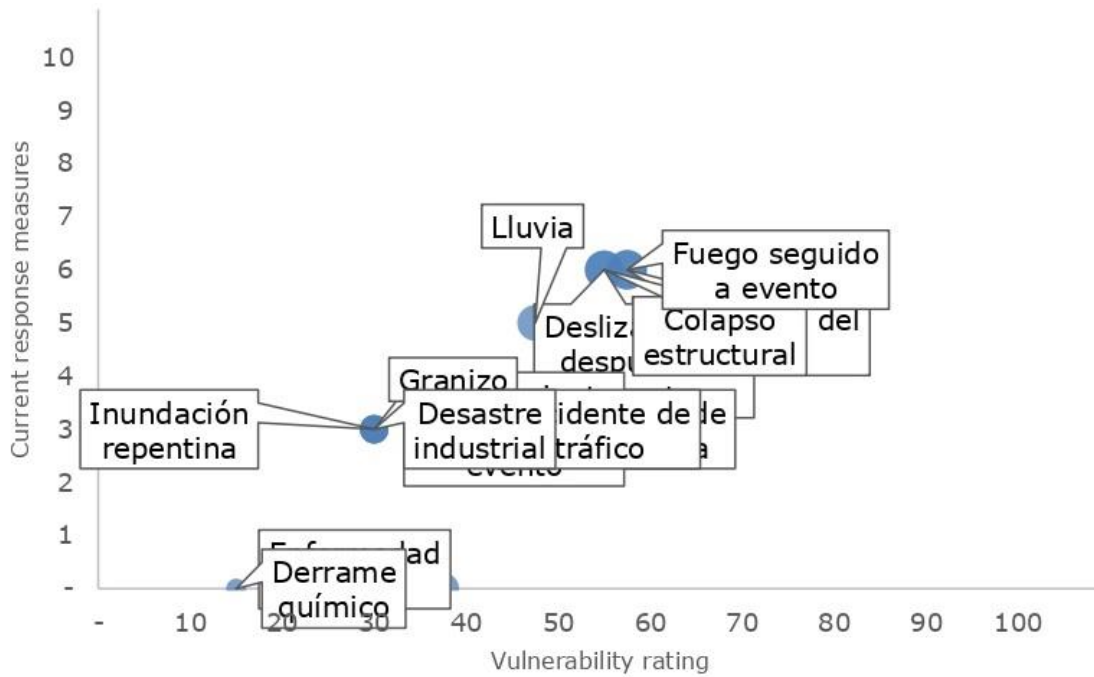 Current response measures
10
9
8
7
6
5
4
3
2
1
-
Lluvia
Fuego seguido
a evento
Colapso
estructural
del
Granizo
Inundación
repentina
Desastre
industrial
de de
tráfico
evento
Derrame
químico
- 10 20 30 40 50 60 70 80 90 100
Vulnerability rating